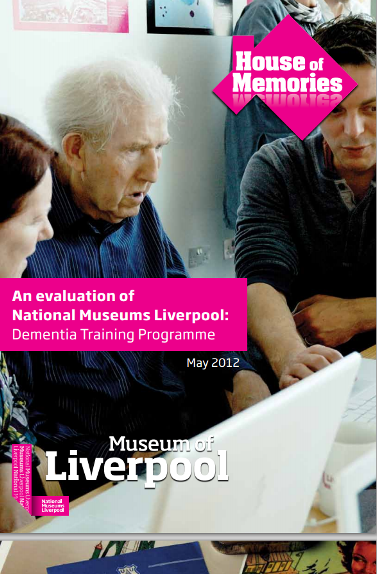 House of
Memories
An evaluation of
National Museums Liverpool:
Dementia Training Programme
May 2012
Museum of
Liverpool
National
Museums
Liverpool